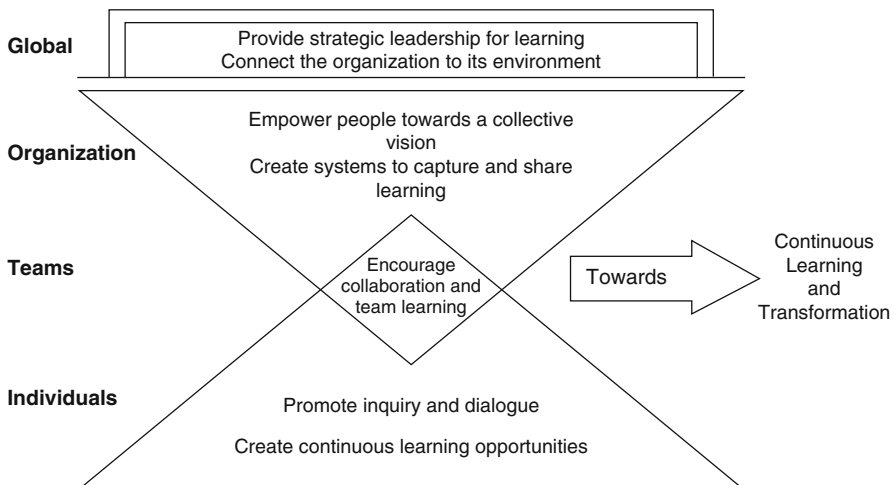 Global
Provide strategic leadership for learning
Connect the organization to its environment
Organization
Empower people towards a collective
vision
Create systems to capture and share
learning
Teams
Encourage
collaboration and
team learning
Towards
Continuous
Learning
and
Transformation
Individuals
Promote inquiry and dialogue
Create continuous learning opportunities